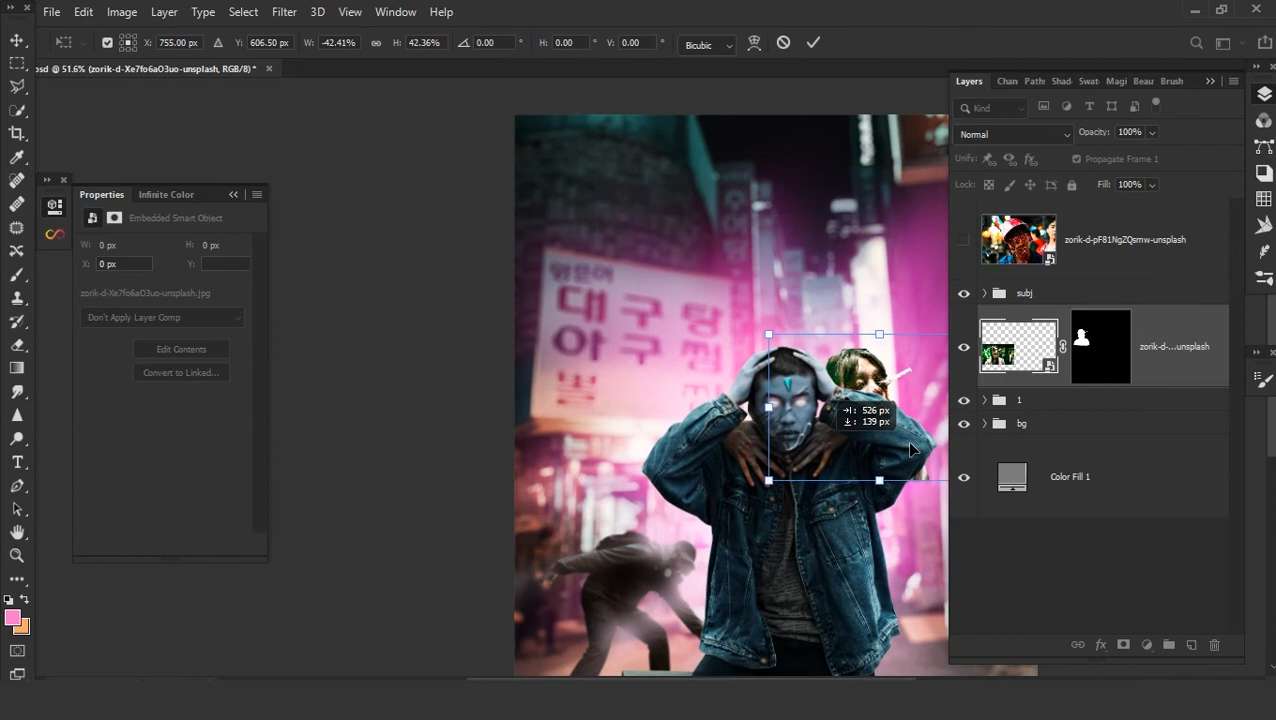 File Edit Image Layer Type Select Filter 3D View Window Help
X: 755.00 px Y: 606.50 px W: -42.41% H: 42.36% 0.00 ° H: 0.00 ° V: 0.00 ° Bicubic
psd @ 51.6% (zorik-d-Xe7fo6aO3uo-unsplash, RGB/8) *
Layers Chan Paths Shad Swat Magi Beau Brush
Kind
Normal Opacity: 100%
Unify: Propagate Frame 1
Lock: Fill: 100%
Properties Infinite Color
Embedded Smart Object
W: 0 px H: 0 px
X: 0 px Y:
zorik-d-Xe7fo6aO3uo-unsplash.jpg
Don't Apply Layer Comp
Edit Contents
Convert to Linked...
zorik-d-pF81NgZQsmw-unsplash
subj
zorik-d-...unsplash
1
bg
Color Fill 1
대구탕
아구찜
별
526 px
139 px